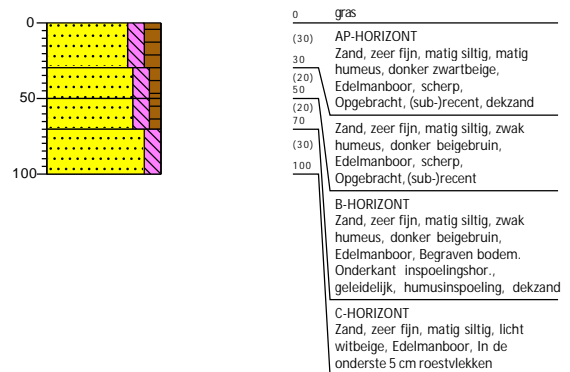 0
50
100
0 gras
(30) AP-HORIZONT
Zand, zeer fijn, matig siltig, matig
humeus, donker zwartbeige,
Edelmanboor, scherp,
Opgebracht, (sub-)recent, dekzand
30
(20) Zand, zeer fijn, matig siltig, zwak
humeus, donker beigebruin,
Edelmanboor, scherp,
Opgebracht, (sub-)recent
50
(20) B-HORIZONT
Zand, zeer fijn, matig siltig, zwak
humeus, donker beigebruin,
Edelmanboor, Begraven bodem.
Onderkant inspoelingshor.,
geleidelijk, humusinspoeling, dekzand
70
(30) C-HORIZONT
Zand, zeer fijn, matig siltig, licht
witbeige, Edelmanboor, In de
onderste 5 cm roestvlekken
100